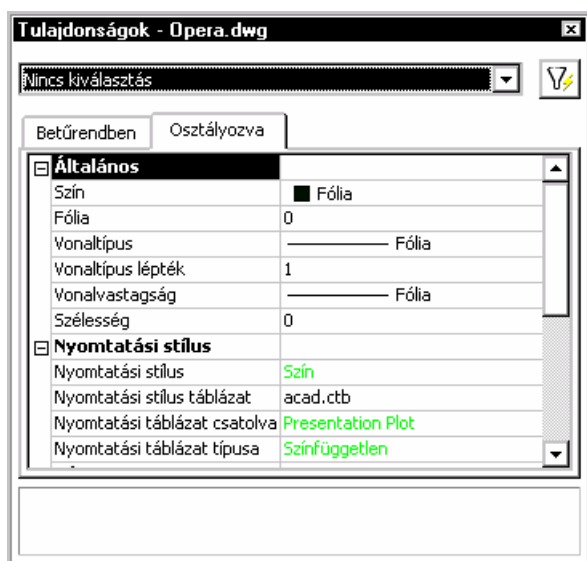 Tulajdonságok - Opera.dwg
Nincs kiválasztás
Betűrendben Osztályozva
Általános
Szín Fólia
Fólia 0
Vonaltípus Fólia
Vonaltípus lépték 1
Vonalvastagság Fólia
Szélesség 0
Nyomtatási stílus
Nyomtatási stílus Szín
Nyomtatási stílus táblázat acad.ctb
Nyomtatási táblázat csatolva Presentation Plot
Nyomtatási táblázat típusa Színfüggetlen